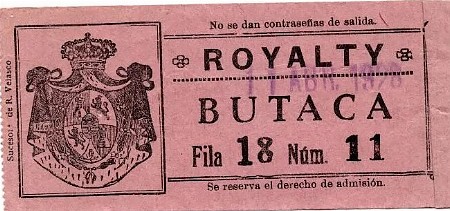 No se dan contraseñas de salida.
ROYALTY
BUTACA
Fila 18 Núm. 11
Se reserva el derecho de admisión.
Sucesor de R. Velasco